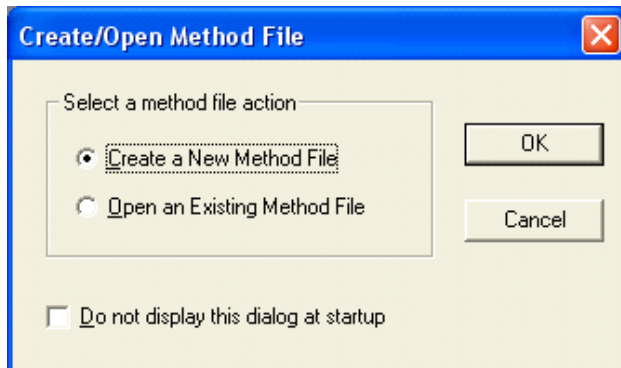 Create/Open Method File
Select a method file action
Create a New Method File
Open an Existing Method File
OK
Cancel
Do not display this dialog at startup